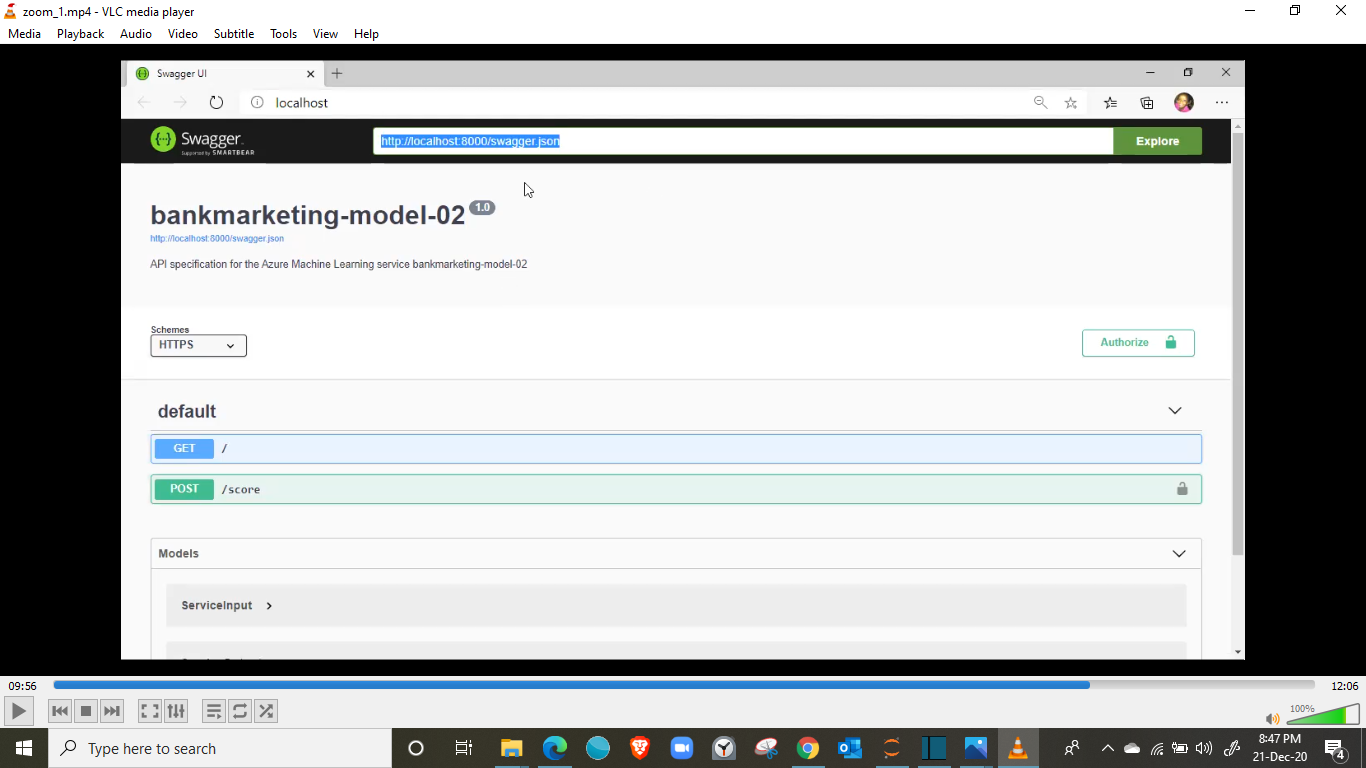 zoom_1.mp4 - VLC media player
Media Playback Audio Video Subtitle Tools View Help
Swagger UI
localhost
Swagger
Supported by SMARTBEAR
http://localhost:8000/swagger.json
Explore
bankmarketing-model-02 1.0
http://localhost:8000/swagger.json
API specification for the Azure Machine Learning service bankmarketing-model-02
Schemes
HTTPS
Authorize
default
GET /
POST /score
Models
ServiceInput
09:56
12:06
100%
Type here to search
8:47 PM
21-Dec-20
4